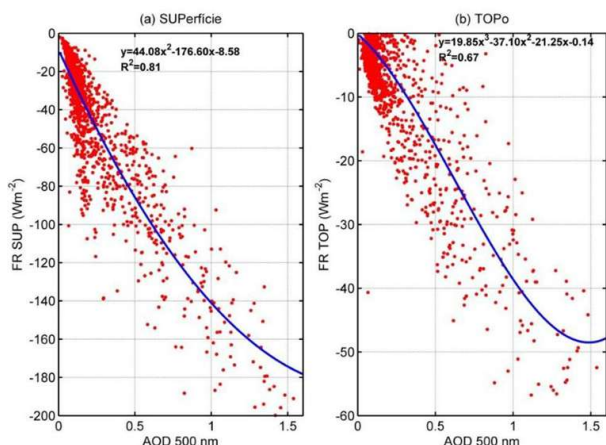 (a) SUPerfície
y=44.08x²-176.60x-8.58
R²=0.81
0
-20
-40
-60
-80
-100
-120
-140
-160
-180
-200
FR SUP (Wm⁻²)
0
0.5
1
1.5
AOD 500 nm
(b) TOPo
y=19.85x³-37.10x²-21.25x-0.14
R²=0.67
0
-10
-20
-30
-40
-50
-60
FR TOP (Wm⁻²)
0
0.5
1
1.5
AOD 500 nm